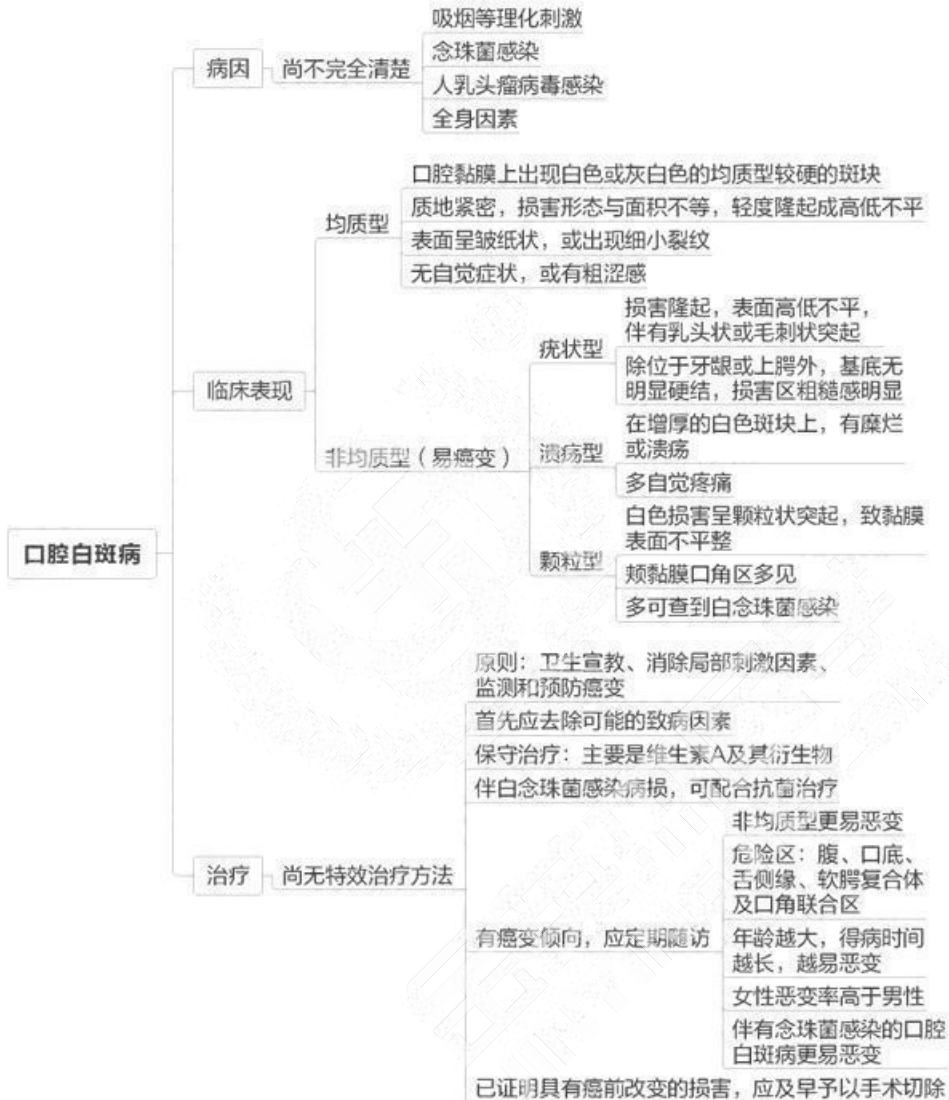 口腔白斑病
病因
尚不完全清楚
吸烟等理化刺激
念珠菌感染
人乳头瘤病毒感染
全身因素
临床表现
均质型
口腔黏膜上出现白色或灰白色的均质型较硬的斑块
质地紧密，损害形态与面积不等，轻度隆起成高低不平
表面呈皱纸状，或出现细小裂纹
无自觉症状，或有粗涩感
非均质型（易癌变）
疣状型
损害隆起，表面高低不平，
伴有乳头状或毛刺状突起
除位于牙龈或上腭外，基底无
明显硬结，损害区粗糙感明显
溃疡型
在增厚的白色斑块上，有糜烂
或溃疡
多自觉疼痛
颗粒型
白色损害呈颗粒状突起，致黏膜
表面不平整
颊黏膜口角区多见
多可查到白念珠菌感染
治疗
尚无特效治疗方法
原则：卫生宣教、消除局部刺激因素、
监测和预防癌变
首先应去除可能的致病因素
保守治疗：主要是维生素A及其衍生物
伴白念珠菌感染病损，可配合抗菌治疗
有癌变倾向，应定期随访
非均质型更易恶变
危险区：腹、口底、
舌侧缘、软腭复合体
及口角联合区
年龄越大，得病时间
越长，越易恶变
女性恶变率高于男性
伴有念珠菌感染的口腔
白斑病更易恶变
已证明具有癌前改变的损害，应及早予以手术切除